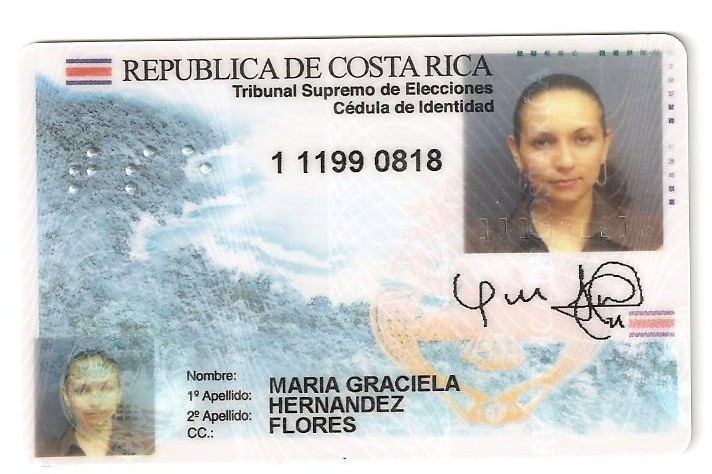 REPUBLICA DE COSTA RICA
Tribunal Supremo de Elecciones
Cédula de Identidad
1 1199 0818
Nombre: MARIA GRACIELA
1º Apellido: HERNANDEZ
2º Apellido: FLORES
CC.: